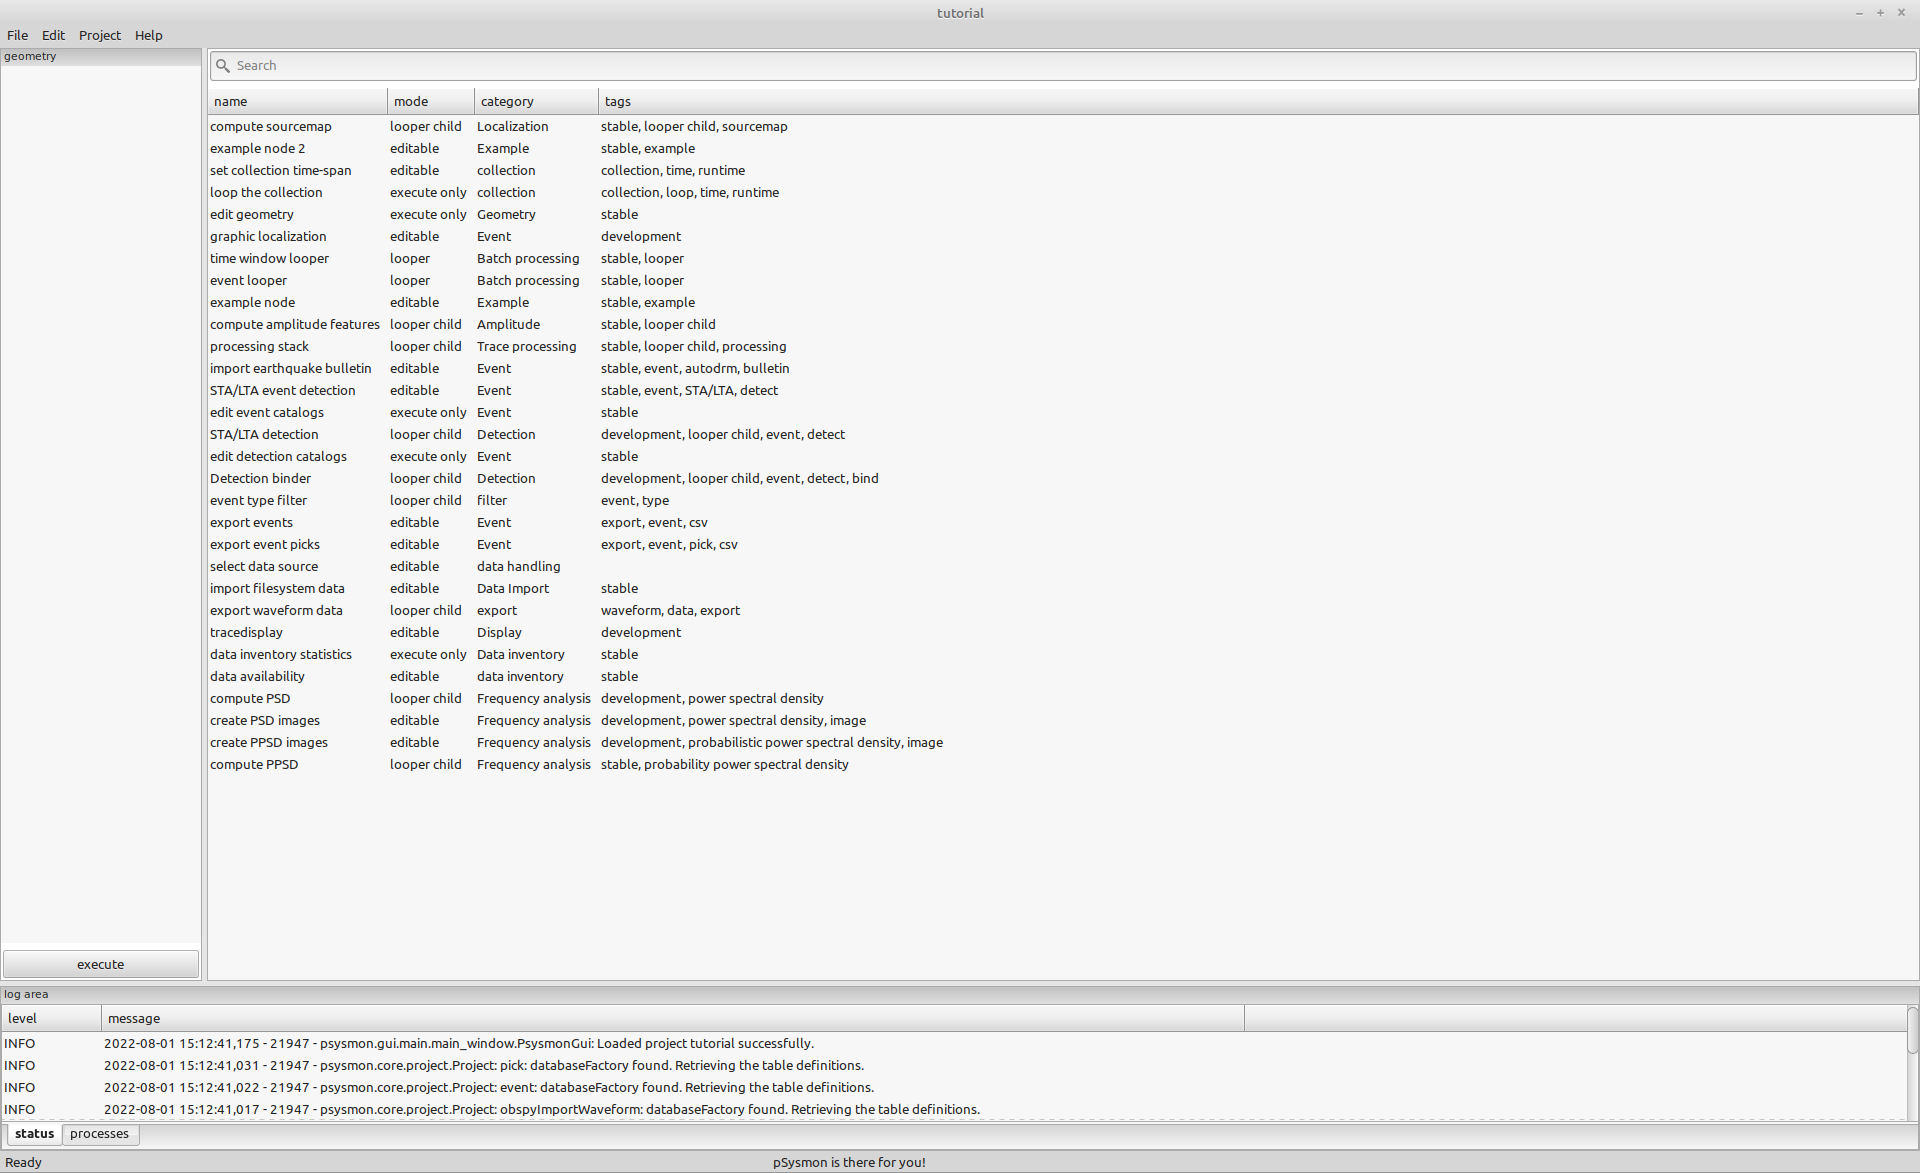 tutorial
File Edit Project Help
geometry
Search
name mode category tags
compute sourcemap looper child Localization stable, looper child, sourcemap
example node 2 editable Example stable, example
set collection time-span editable collection collection, time, runtime
loop the collection execute only collection collection, loop, time, runtime
edit geometry execute only Geometry stable
graphic localization editable Event development
time window looper looper Batch processing stable, looper
event looper looper Batch processing stable, looper
example node editable Example stable, example
compute amplitude features looper child Amplitude stable, looper child
processing stack looper child Trace processing stable, looper child, processing
import earthquake bulletin editable Event stable, event, autodrm, bulletin
STA/LTA event detection editable Event stable, event, STA/LTA, detect
edit event catalogs execute only Event stable
STA/LTA detection looper child Detection development, looper child, event, detect
edit detection catalogs execute only Event stable
Detection binder looper child Detection development, looper child, event, detect, bind
event type filter looper child filter event, type
export events editable Event export, event, csv
export event picks editable Event export, event, pick, csv
select data source editable data handling
import filesystem data editable Data Import stable
export waveform data looper child export waveform, data, export
tracedisplay editable Display development
data inventory statistics execute only Data inventory stable
data availability editable data inventory stable
compute PSD looper child Frequency analysis development, power spectral density
create PSD images editable Frequency analysis development, power spectral density, image
create PPSD images editable Frequency analysis development, probabilistic power spectral density, image
compute PPSD looper child Frequency analysis stable, probability power spectral density
execute
log area
level message
INFO 2022-08-01 15:12:41,175 - 21947 - psysmon.gui.main.main_window.PsysmonGui: Loaded project tutorial successfully.
INFO 2022-08-01 15:12:41,031 - 21947 - psysmon.core.project.Project: pick: databaseFactory found. Retrieving the table definitions.
INFO 2022-08-01 15:12:41,022 - 21947 - psysmon.core.project.Project: event: databaseFactory found. Retrieving the table definitions.
INFO 2022-08-01 15:12:41,017 - 21947 - psysmon.core.project.Project: obspyImportWaveform: databaseFactory found. Retrieving the table definitions.
status processes
Ready pSysmon is there for you!